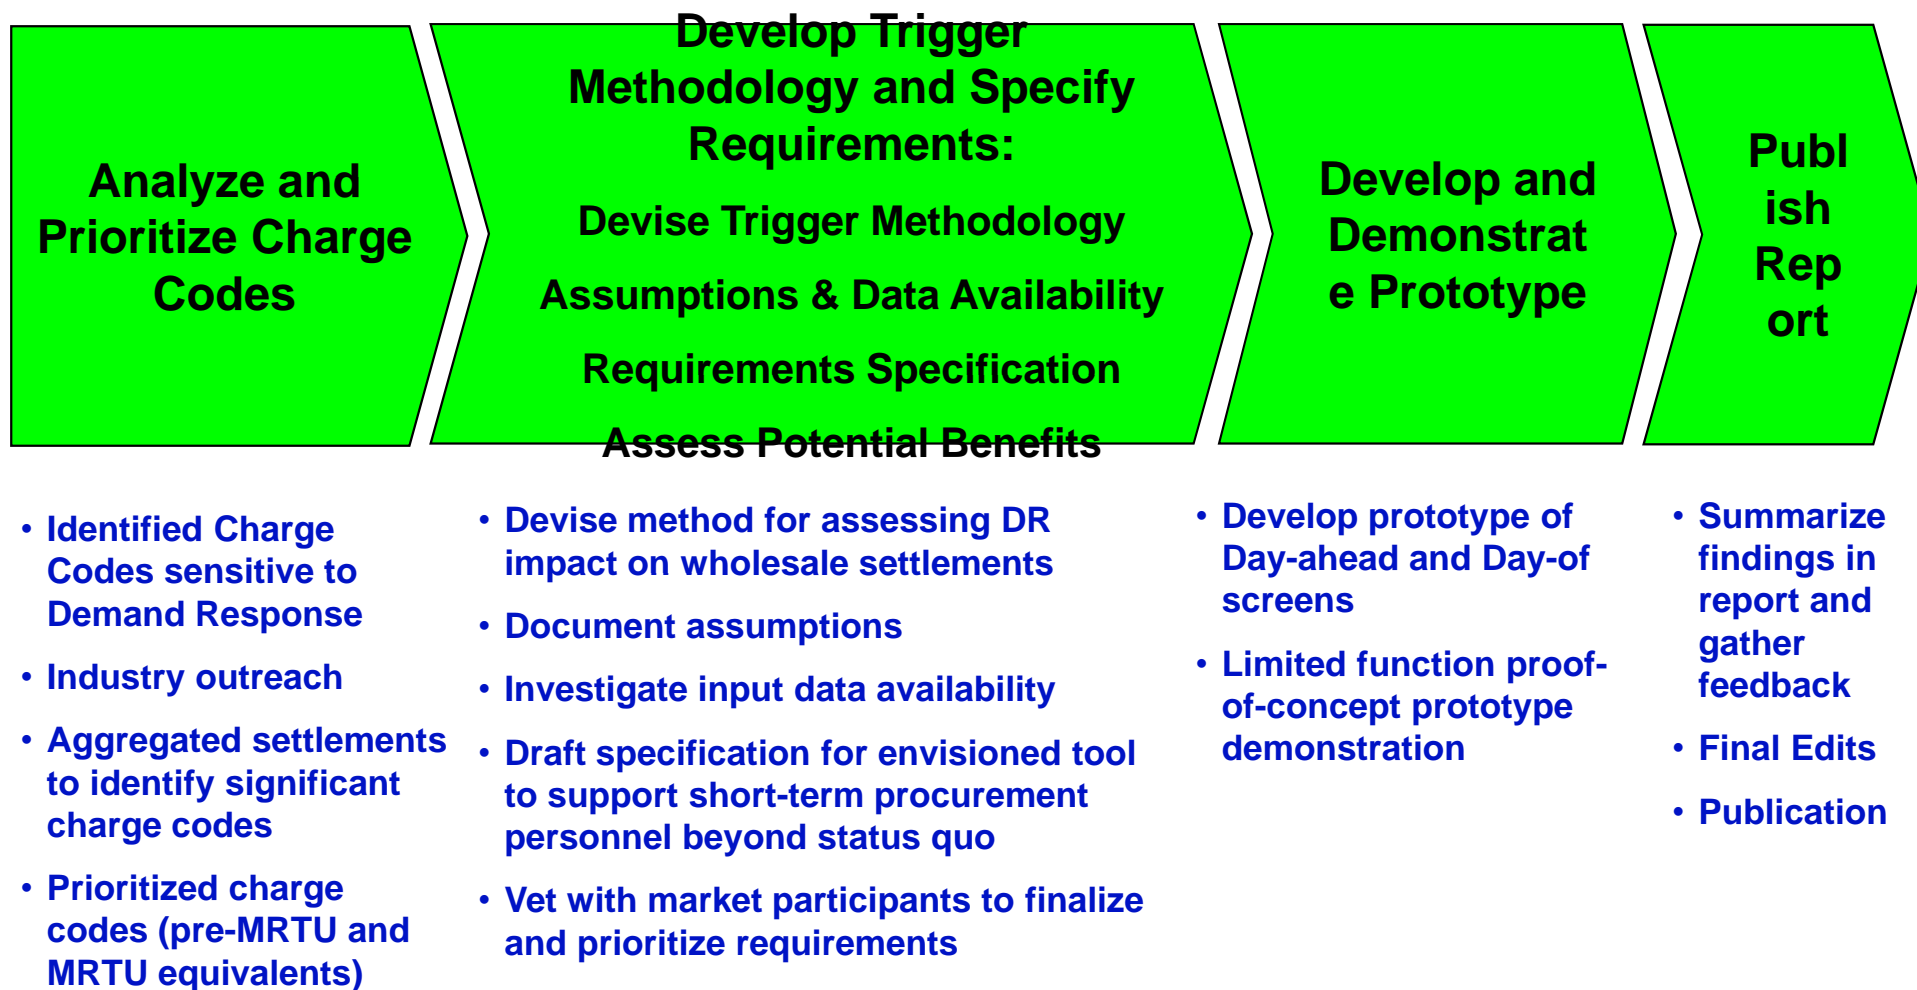 Analyze and
Prioritize Charge
Codes
Develop Trigger
Methodology and Specify
Requirements:
Devise Trigger Methodology
Assumptions & Data Availability
Requirements Specification
Assess Potential Benefits
Develop and
Demonstrat
e Prototype
Publ
ish
Rep
ort
• Identified Charge
Codes sensitive to
Demand Response
• Industry outreach
• Aggregated settlements
to identify significant
charge codes
• Prioritized charge
codes (pre-MRTU and
MRTU equivalents)
• Devise method for assessing DR
impact on wholesale settlements
• Document assumptions
• Investigate input data availability
• Draft specification for envisioned tool
to support short-term procurement
personnel beyond status quo
• Vet with market participants to finalize
and prioritize requirements
• Develop prototype of
Day-ahead and Day-of
screens
• Limited function proof-
of-concept prototype
demonstration
• Summarize
findings in
report and
gather
feedback
• Final Edits
• Publication